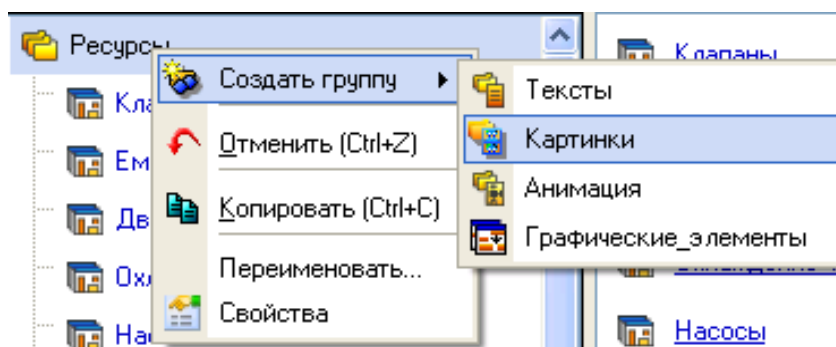 Ресурсы
Клапаны
Создать группу
Тексты
Отменить (Ctrl+Z)
Картинки
Анимация
Копировать (Ctrl+C)
Графические_элементы
Переименовать...
Свойства
Насосы